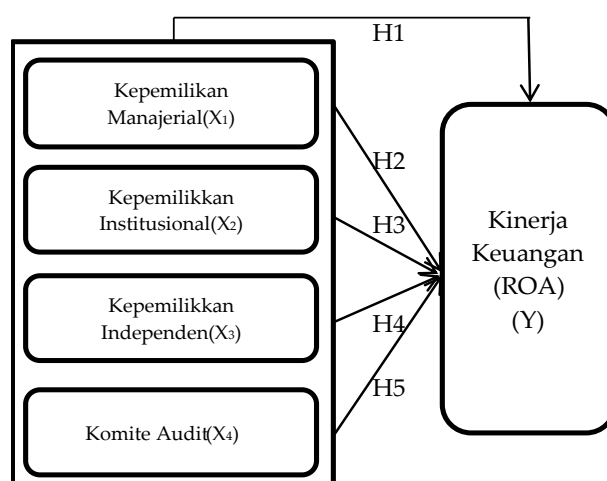 H1
Kepemilikan
Manajerial(X₁)
H2
Kepemilikkan
Institusional(X₂)
H3
Kinerja
Keuangan
(ROA)
(Y)
Kepemilikkan
Independen(X₃)
H4
H5
Komite Audit(X₄)